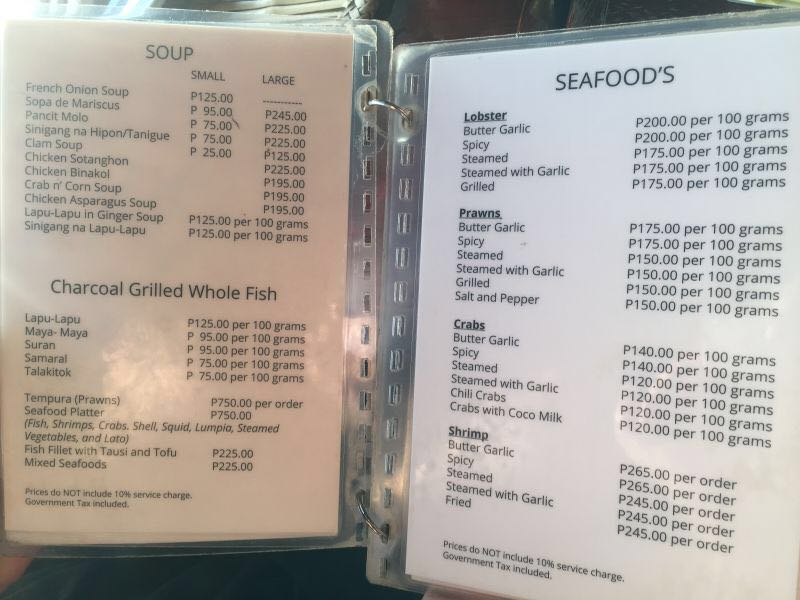 SOUP
SMALL LARGE
French Onion Soup P125.00 -----------
Sopa de Mariscus P 95.00 P245.00
Pancit Molo P 75.00 P225.00
Sinigang na Hipon/Tanigue P 75.00 P225.00
Clam Soup P 25.00 P125.00
Chicken Sotanghon P225.00
Chicken Binakol P195.00
Crab n' Corn Soup P195.00
Chicken Asparagus Soup P195.00
Lapu-Lapu in Ginger Soup P125.00 per 100 grams
Sinigang na Lapu-Lapu P125.00 per 100 grams
Charcoal Grilled Whole Fish
Lapu-Lapu P125.00 per 100 grams
Maya- Maya P 95.00 per 100 grams
Suran P 95.00 per 100 grams
Samaral P 75.00 per 100 grams
Talakitok P 75.00 per 100 grams
Tempura (Prawns) P750.00 per order
Seafood Platter P750.00
(Fish, Shrimps, Crabs. Shell, Squid, Lumpia, Steamed
Vegetables, and Lato)
Fish Fillet with Tausi and Tofu P225.00
Mixed Seafoods P225.00
Prices do NOT include 10% service charge.
Government Tax included.
SEAFOOD'S
Lobster
Butter Garlic P200.00 per 100 grams
Spicy P200.00 per 100 grams
Steamed P175.00 per 100 grams
Steamed with Garlic P175.00 per 100 grams
Grilled P175.00 per 100 grams
Prawns
Butter Garlic P175.00 per 100 grams
Spicy P175.00 per 100 grams
Steamed P150.00 per 100 grams
Steamed with Garlic P150.00 per 100 grams
Grilled P150.00 per 100 grams
Salt and Pepper P150.00 per 100 grams
Crabs
Butter Garlic P140.00 per 100 grams
Spicy P140.00 per 100 grams
Steamed P120.00 per 100 grams
Steamed with Garlic P120.00 per 100 grams
Chili Crabs P120.00 per 100 grams
Crabs with Coco Milk P120.00 per 100 grams
Shrimp
Butter Garlic P265.00 per order
Spicy P265.00 per order
Steamed P245.00 per order
Steamed with Garlic P245.00 per order
Fried P245.00 per order
Prices do NOT include 10% service charge.
Government Tax included.